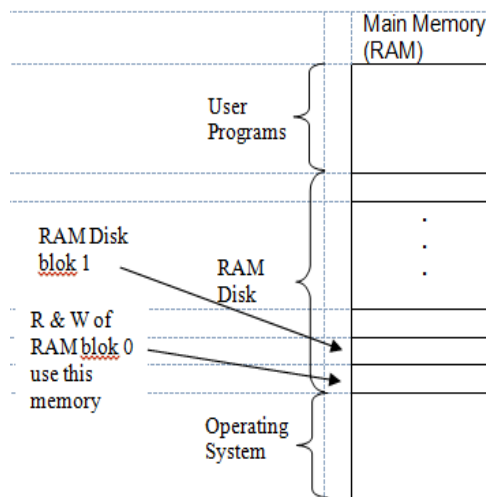 Main Memory
(RAM)
User
Programs
RAM Disk
blok 1
RAM
Disk
R & W of
RAM blok 0
use this
memory
Operating
System